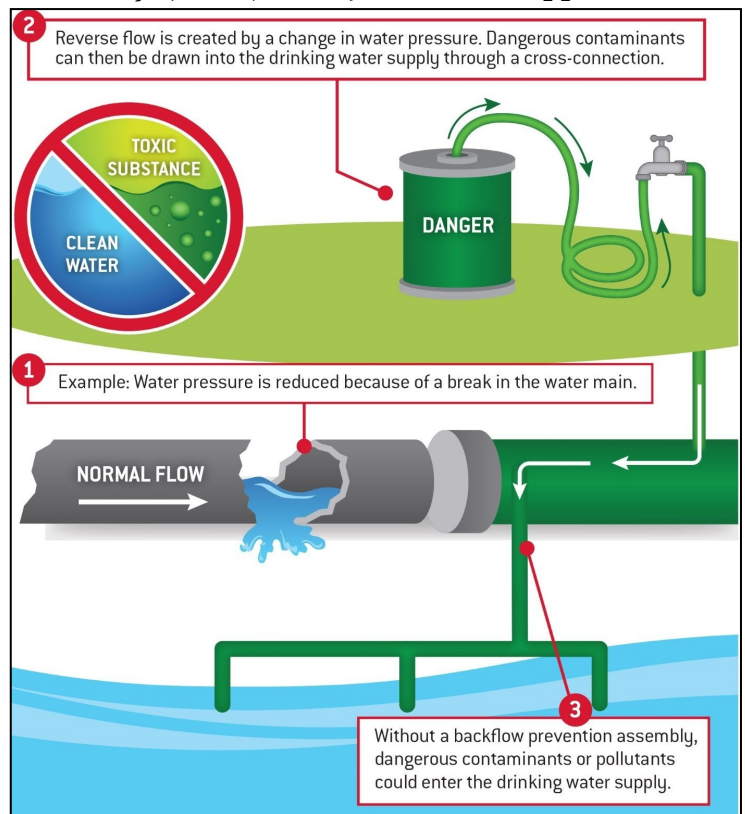 2
Reverse flow is created by a change in water pressure. Dangerous contaminants
can then be drawn into the drinking water supply through a cross-connection.
TOXIC
SUBSTANCE
CLEAN
WATER
DANGER
1
Example: Water pressure is reduced because of a break in the water main.
NORMAL FLOW
3
Without a backflow prevention assembly,
dangerous contaminants or pollutants
could enter the drinking water supply.